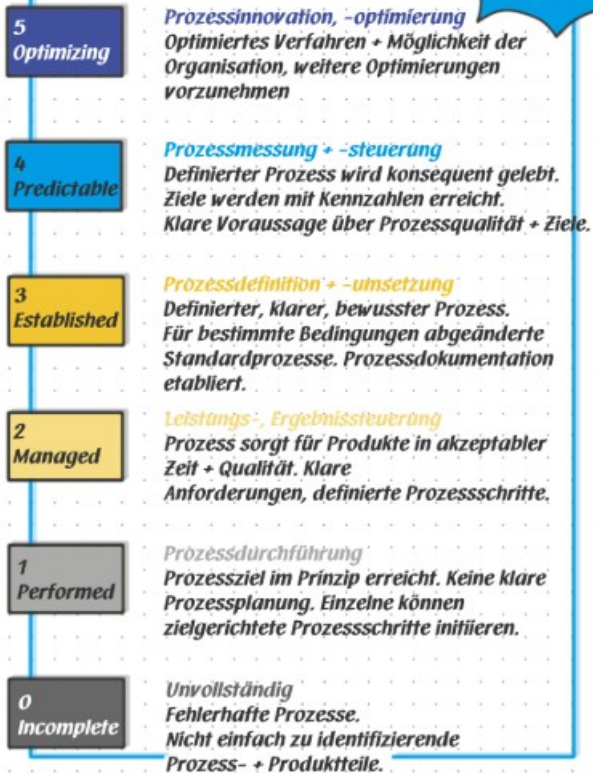 5
Optimizing
Prozessinnovation, -optimierung
Optimiertes Verfahren + Möglichkeit der
Organisation, weitere Optimierungen
vorzunehmen
4
Predictable
Prozessmessung + -steuerung
Definierter Prozess wird konsequent gelebt.
Ziele werden mit Kennzahlen erreicht.
Klare Voraussage über Prozessqualität + Ziele.
3
Established
Prozessdefinition + -umsetzung
Definierter, klarer, bewusster Prozess.
Für bestimmte Bedingungen abgeänderte
Standardprozesse. Prozessdokumentation
etabliert.
2
Managed
Leistungs-, Ergebnissteuerung
Prozess sorgt für Produkte in akzeptabler
Zeit + Qualität. Klare
Anforderungen, definierte Prozessschritte.
1
Performed
Prozessdurchführung
Prozessziel im Prinzip erreicht. Keine klare
Prozessplanung. Einzelne können
zielgerichtete Prozessschritte initiieren.
0
Incomplete
Unvollständig
Fehlerhafte Prozesse.
Nicht einfach zu identifizierende
Prozess- + Produktteile.